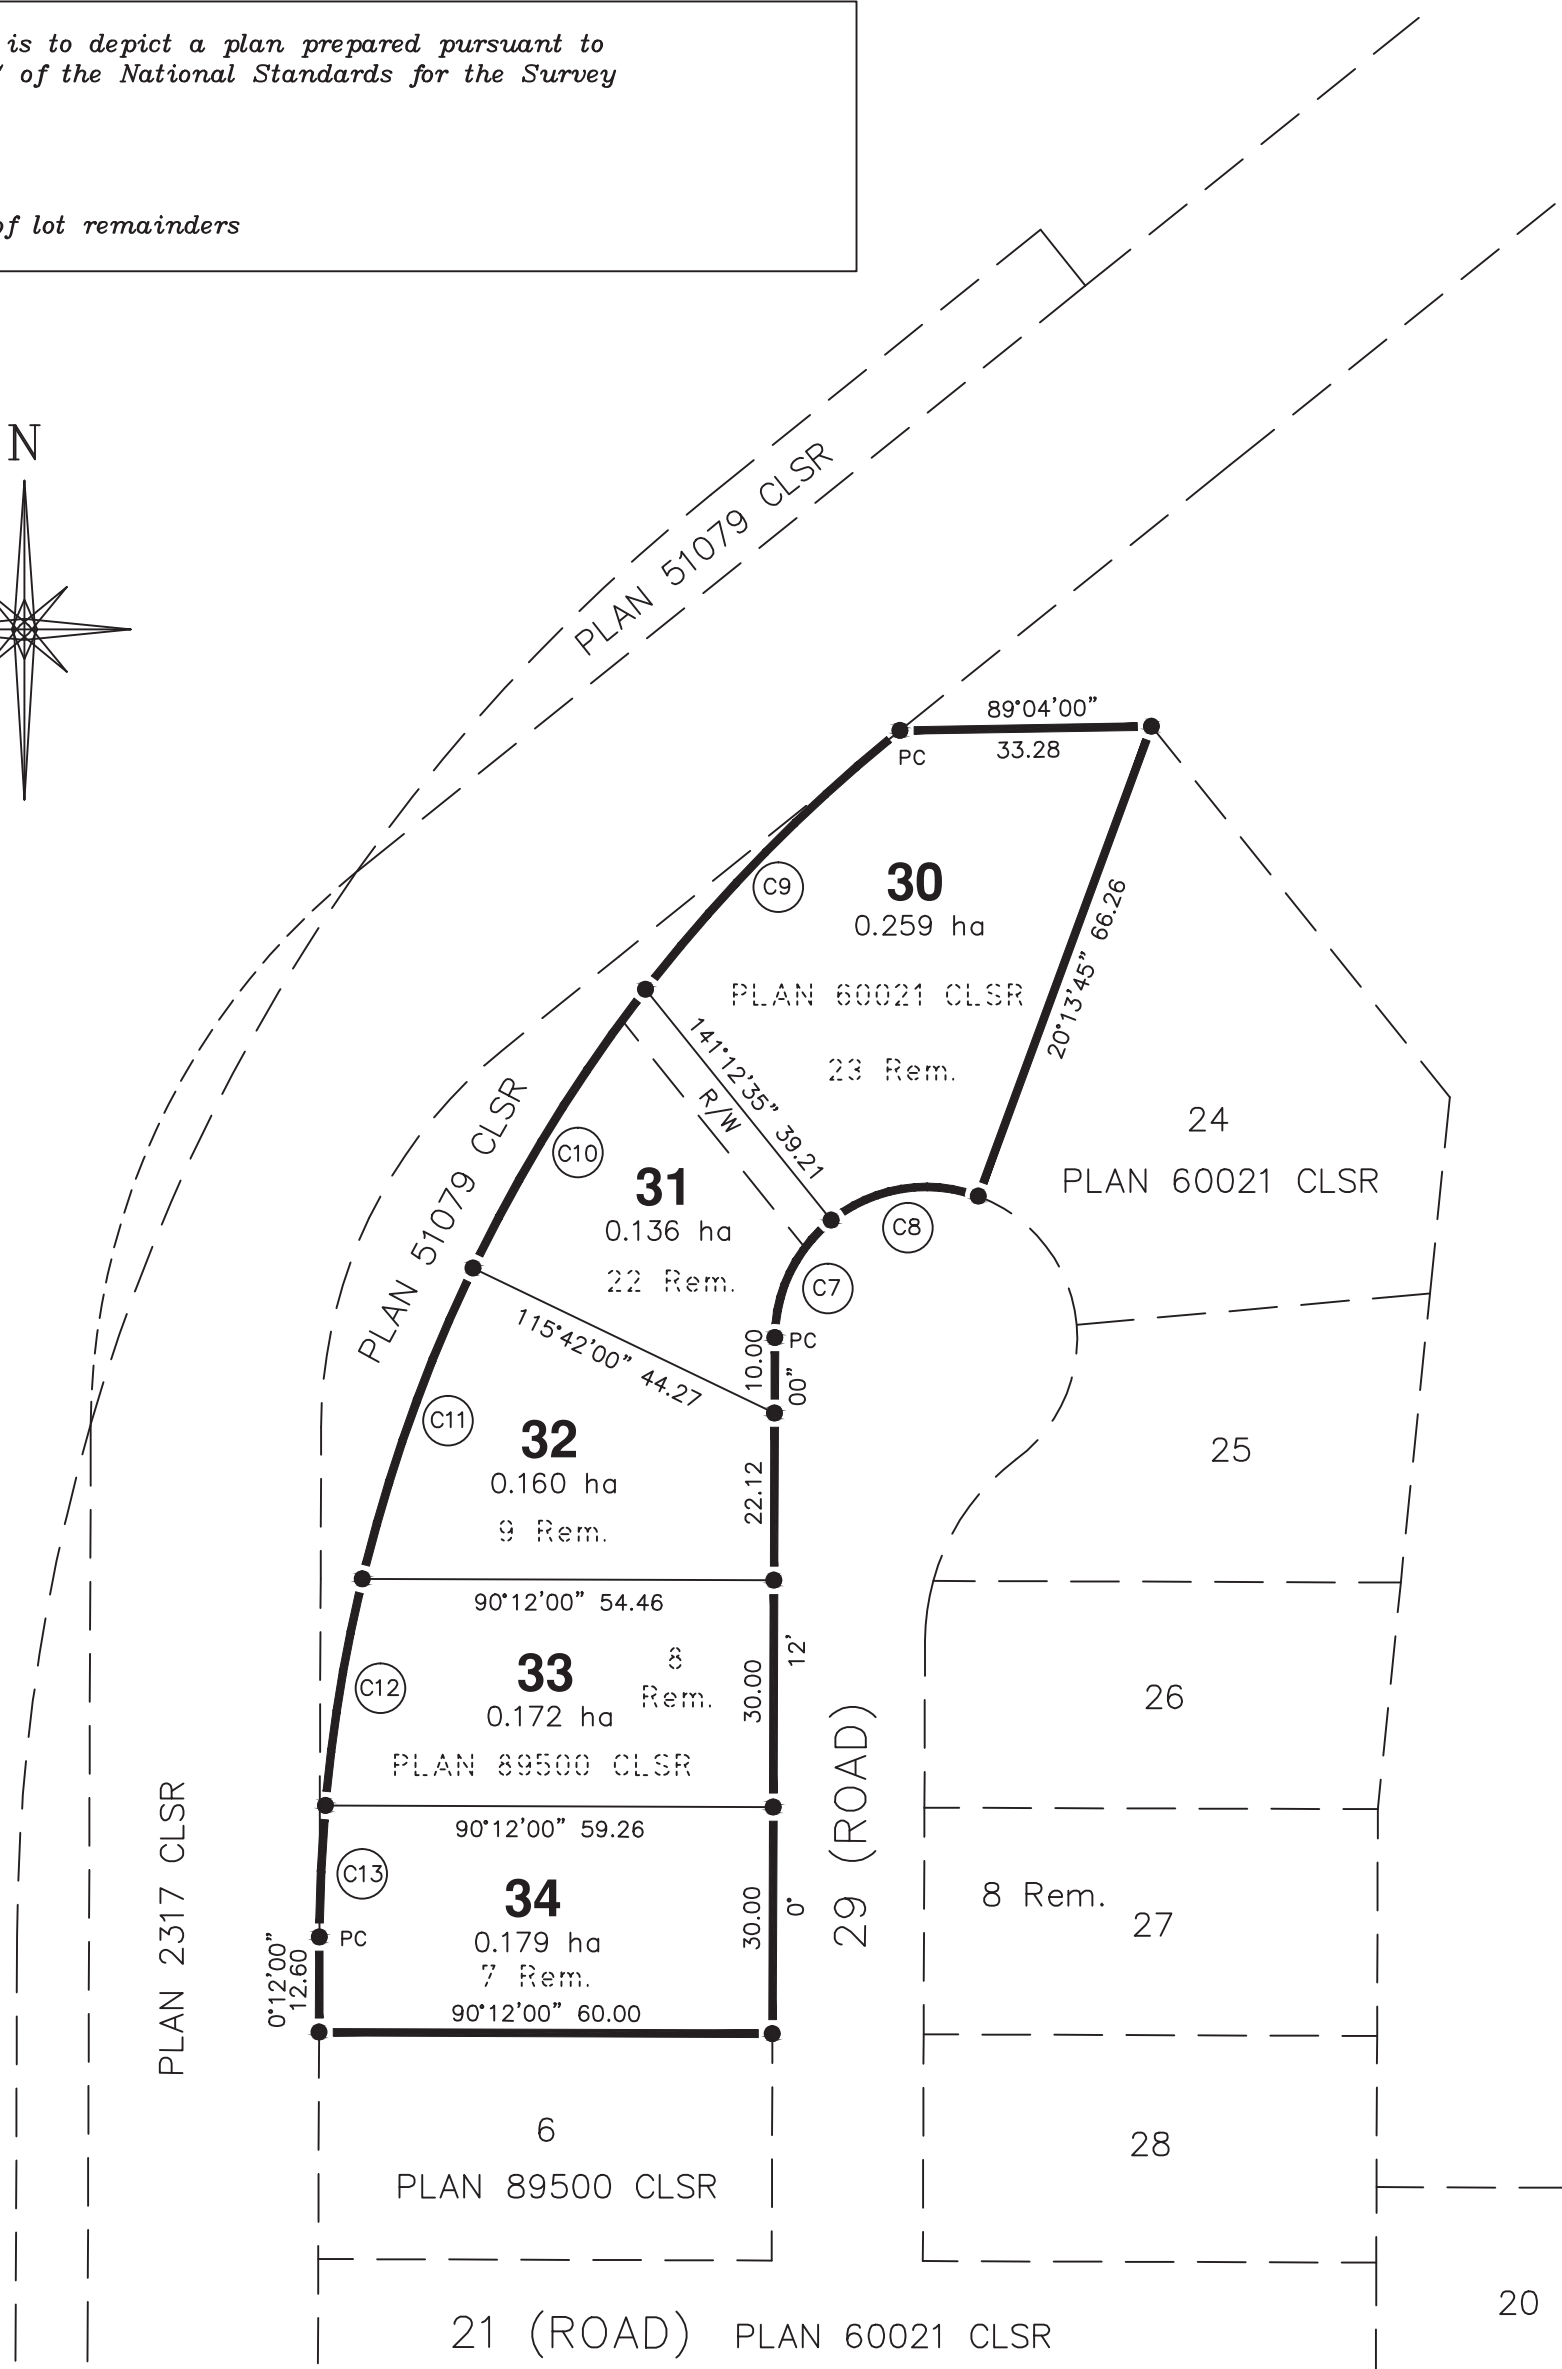 is to depict a plan prepared pursuant to
of the National Standards for the Survey
of lot remainders
N
PLAN 51079 CLSR
89°04'00"
33.28
PC
C9
30
0.259 ha
PLAN 60021 CLSR
23 Rem.
20°13'45" 66.26
141°12'35" 39.21
R/W
24
PLAN 60021 CLSR
PLAN 51079 CLSR
C10
31
0.136 ha
22 Rem.
C8
C7
PC
10.00
00"
115°42'00" 44.27
C11
32
0.160 ha
9 Rem.
22.12
25
90°12'00" 54.46
12'
33
0.172 ha
8
Rem.
C12
30.00
PLAN 89500 CLSR
26
90°12'00" 59.26
C13
34
0.179 ha
7 Rem.
30.00
0°
29 (ROAD)
8 Rem.
27
PC
0°12'00"
12.60
90°12'00" 60.00
PLAN 2317 CLSR
6
PLAN 89500 CLSR
28
20
21 (ROAD) PLAN 60021 CLSR